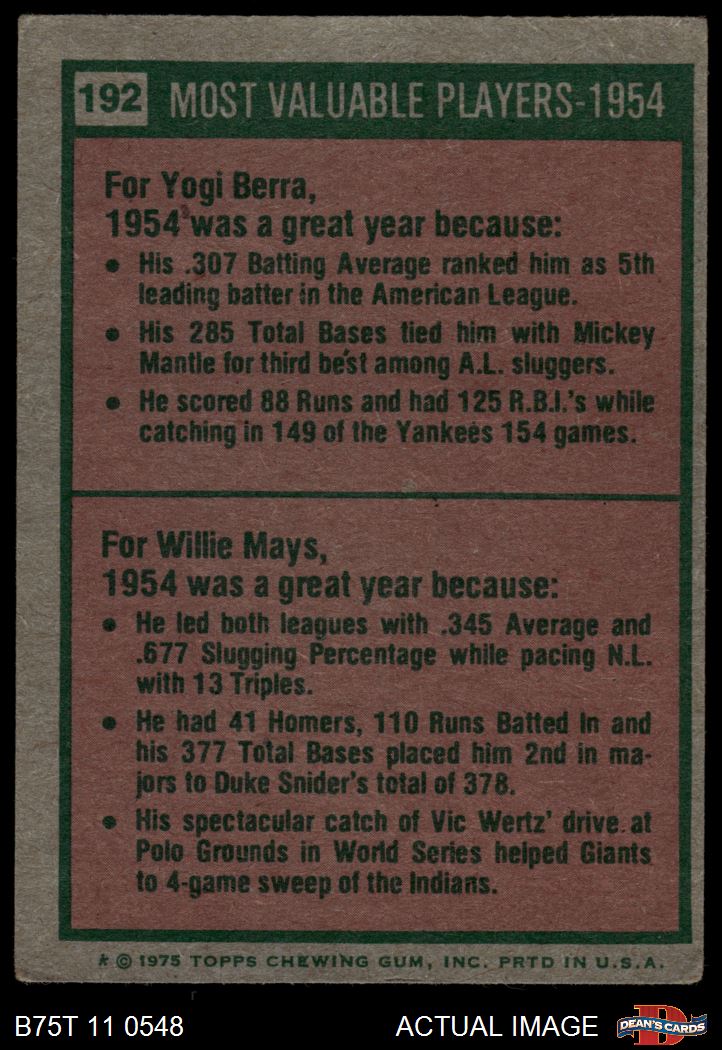 192 MOST VALUABLE PLAYERS-1954
For Yogi Berra,
1954 was a great year because:
• His .307 Batting Average ranked him as 5th
leading batter in the American League.
• His 285 Total Bases tied him with Mickey
Mantle for third best among A.L. sluggers.
• He scored 88 Runs and had 125 R.B.I.'s while
catching in 149 of the Yankees 154 games.
For Willie Mays,
1954 was a great year because:
• He led both leagues with .345 Average and
.677 Slugging Percentage while pacing N.L.
with 13 Triples.
• He had 41 Homers, 110 Runs Batted In and
his 377 Total Bases placed him 2nd in ma-
jors to Duke Snider's total of 378.
• His spectacular catch of Vic Wertz' drive at
Polo Grounds in World Series helped Giants
to 4-game sweep of the Indians.
* © 1975 TOPPS CHEWING GUM, INC. PRTD IN U.S.A.
B75T 11 0548 ACTUAL IMAGE DEAN'S CARDS